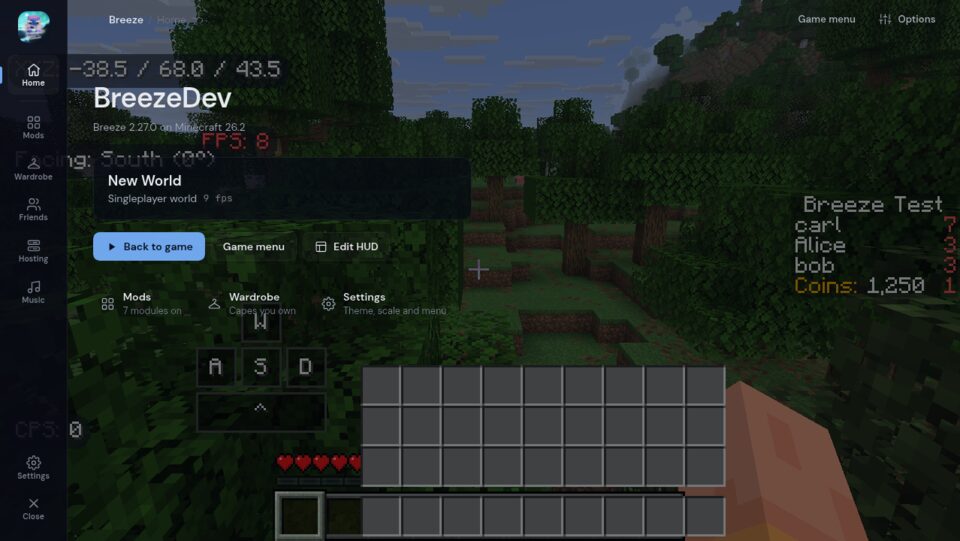 Breeze / Home
Game menu
Options
XYZ: -38.5 / 68.0 / 43.5
Home
BreezeDev
Breeze 2.27.0 on Minecraft 26.2
FPS: 8
Facing: South (0°)
Mods
Wardrobe
New World
Singleplayer world 9 fps
Friends
Breeze Test
carl 7
Alice 3
bob 3
Coins: 1,250 1
Back to game
Game menu
Edit HUD
Hosting
Music
Mods
7 modules on
Wardrobe
Capes you own
Settings
Theme, scale and menu
W
A S D
^
CPS: 0
Settings
Close